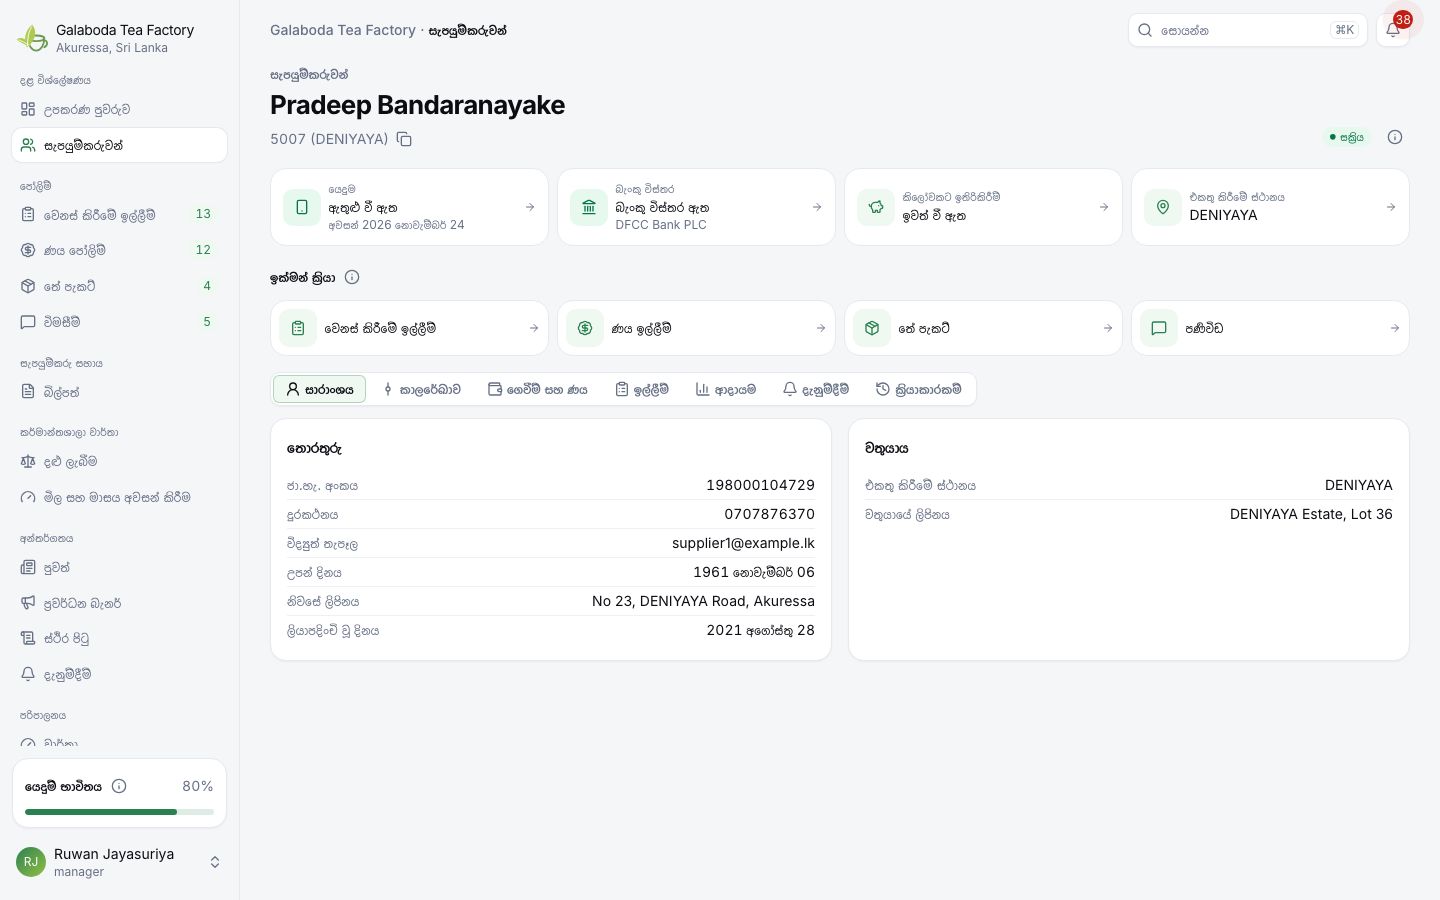 Galaboda Tea Factory
Akuressa, Sri Lanka
දළ විශ්ලේෂණය
උපකරණ පුවරුව
සැපයුම්කරුවන්
පෝලිම්
වෙනස් කිරීමේ ඉල්ලීම් 13
ණය පෝලිම් 12
තේ පැකට් 4
විමසීම් 5
සැපයුම්කරු සහාය
බිල්පත්
කර්මාන්තශාලා වාර්තා
දළු ලැබීම්
මිල සහ මාසය අවසන් කිරීම
අන්තර්ගතය
පුවත්
ප්‍රවර්ධන බැනර්
ස්ථිර පිටු
දැනුම්දීම්
පරිපාලනය
වාර්තා
යෙදුම් භාවිතය 80%
RJ
Ruwan Jayasuriya
manager
Galaboda Tea Factory · සැපයුම්කරුවන්
සොයන්න ⌘K
38
සැපයුම්කරුවන්
Pradeep Bandaranayake
5007 (DENIYAYA)
සක්‍රිය
යෙදුම
ඇතුළු වී ඇත
අවසන් 2026 නොවැම්බර් 24
බැංකු විස්තර
බැංකු විස්තර ඇත
DFCC Bank PLC
කිලෝවකට ඉතිරිකිරීම්
ඉවත් වී ඇත
එකතු කිරීමේ ස්ථානය
DENIYAYA
ඉක්මන් ක්‍රියා
වෙනස් කිරීමේ ඉල්ලීම්
ණය ඉල්ලීම්
තේ පැකට්
පණිවිඩ
සාරාංශය
කාලරේඛාව
ගෙවීම් සහ ණය
ඉල්ලීම්
ආදායම
දැනුම්දීම්
ක්‍රියාකාරකම්
තොරතුරු
ජා.හැ. අංකය 198000104729
දුරකථනය 0707876370
විද්‍යුත් තැපෑල supplier1@example.lk
උපන් දිනය 1961 නොවැම්බර් 06
නිවසේ ලිපිනය No 23, DENIYAYA Road, Akuressa
ලියාපදිංචි වූ දිනය 2021 අගෝස්තු 28
වතුයාය
එකතු කිරීමේ ස්ථානය DENIYAYA
වතුයායේ ලිපිනය DENIYAYA Estate, Lot 36